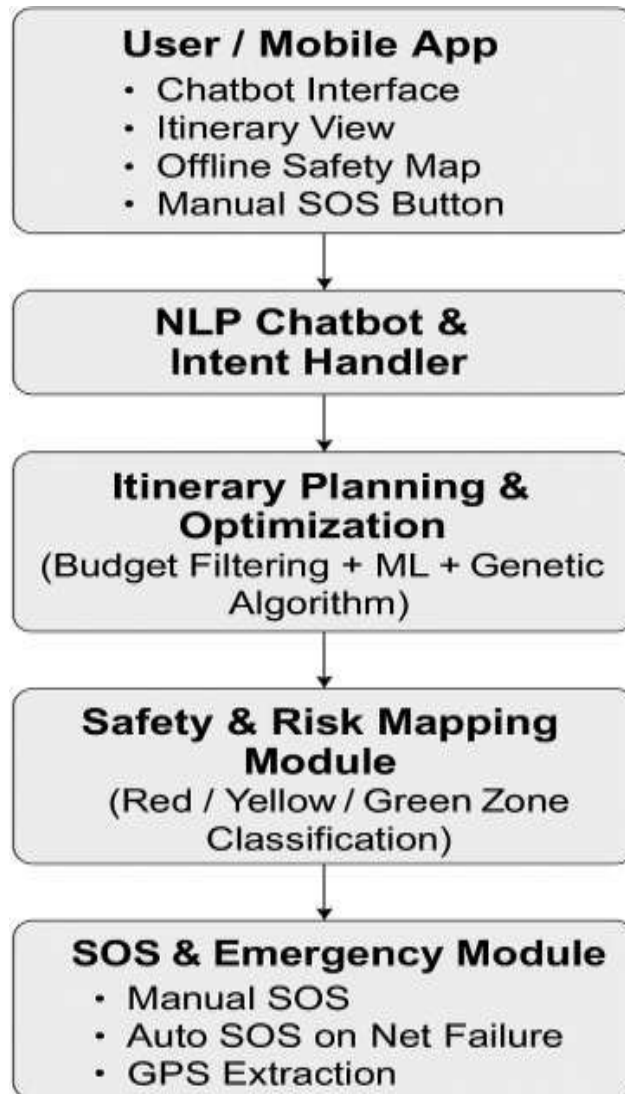 User / Mobile App
• Chatbot Interface
• Itinerary View
• Offline Safety Map
• Manual SOS Button
NLP Chatbot &
Intent Handler
Itinerary Planning &
Optimization
(Budget Filtering + ML + Genetic
Algorithm)
Safety & Risk Mapping
Module
(Red / Yellow / Green Zone
Classification)
SOS & Emergency Module
• Manual SOS
• Auto SOS on Net Failure
• GPS Extraction